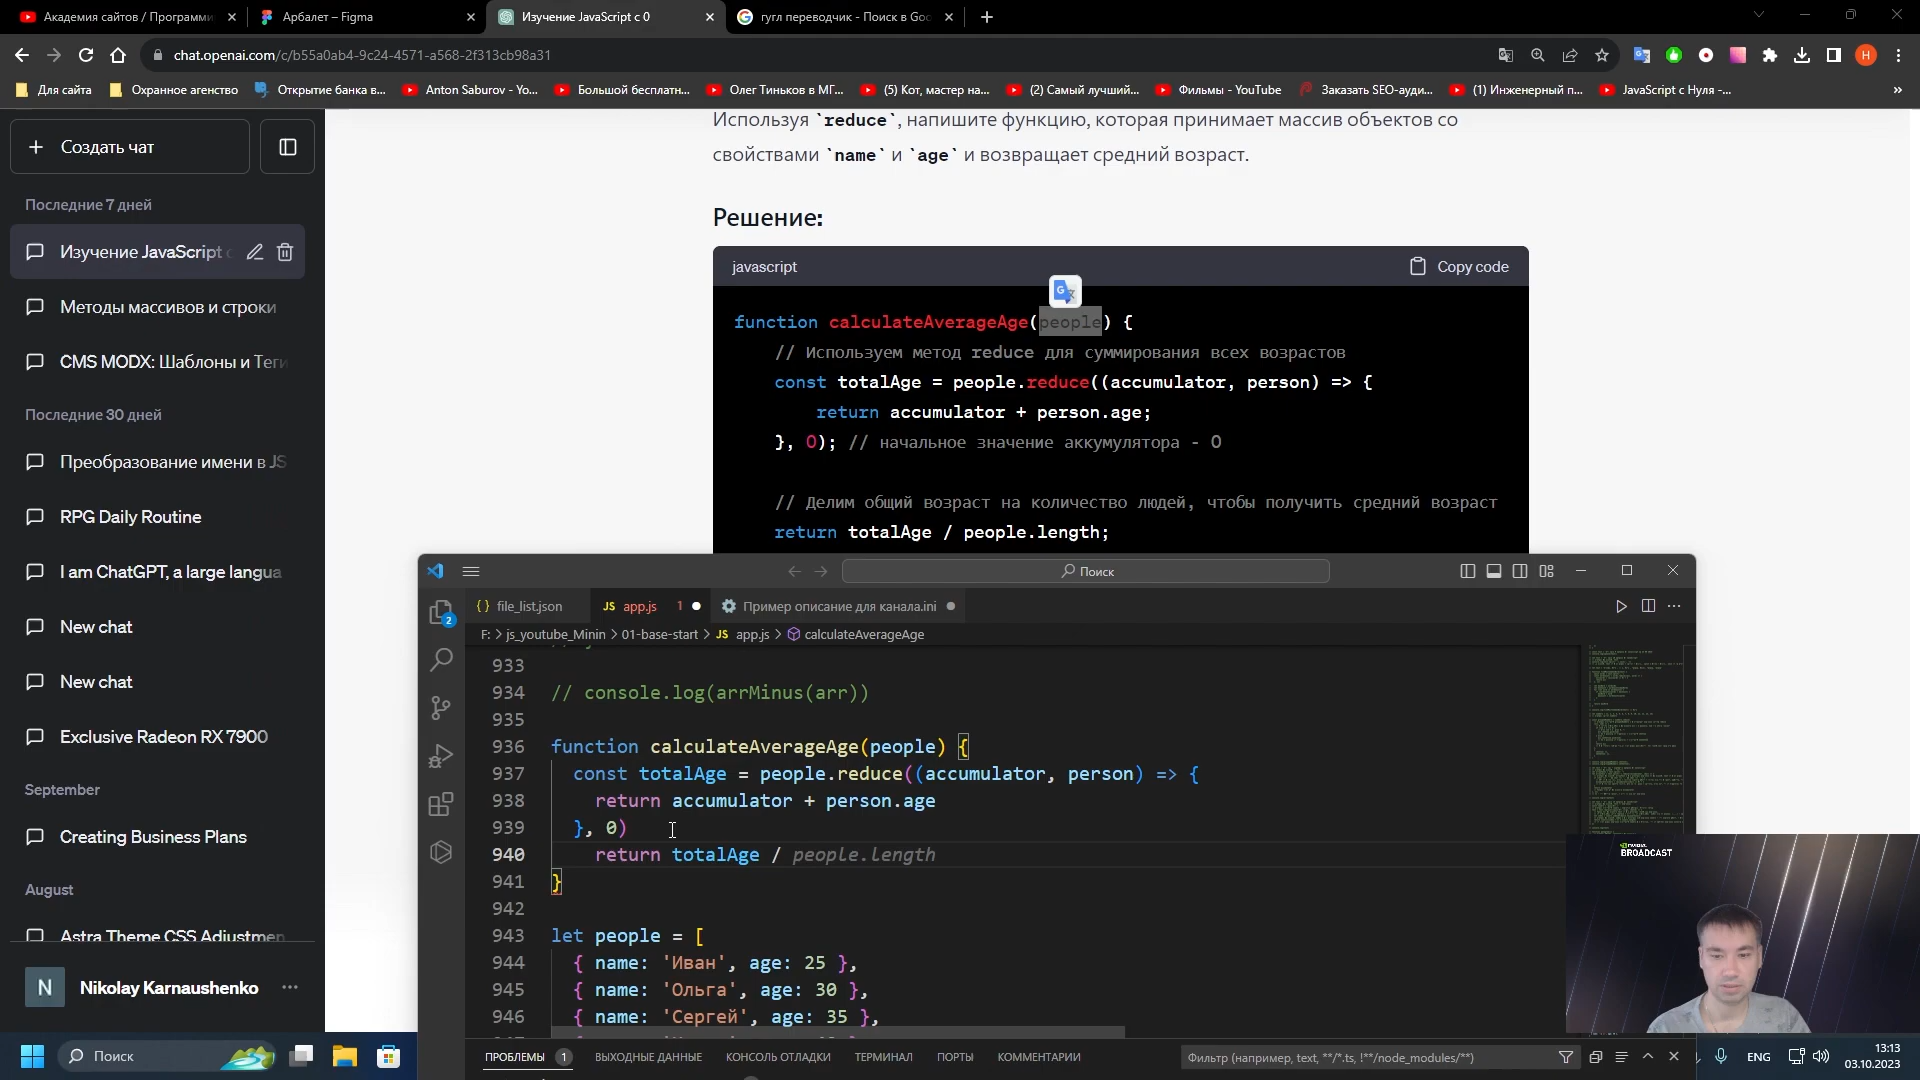 Академия сайтов / Программи
Арбалет – Figma
Изучение JavaScript с 0
гугл переводчик - Поиск в Goo
chat.openai.com/c/b55a0ab4-9c24-4571-a568-2f313cb98a31
Для сайта
Охранное агенство
Открытие банка в...
Anton Saburov - Yo...
Большой бесплатн...
Олег Тиньков в МГ...
(5) Кот, мастер на...
(2) Самый лучший...
Фильмы - YouTube
Заказать SEO-ауди...
(1) Инженерный п...
JavaScript с Нуля -...
Создать чат
Последние 7 дней
Изучение JavaScript с
Методы массивов и строки
CMS MODX: Шаблоны и Теги
Последние 30 дней
Преобразование имени в JS
RPG Daily Routine
I am ChatGPT, a large langua
New chat
New chat
Exclusive Radeon RX 7900
September
Creating Business Plans
August
Astra Theme CSS Adjustmen
N
Nikolay Karnaushenko
Используя `reduce`, напишите функцию, которая принимает массив объектов со
свойствами `name` и `age` и возвращает средний возраст.
Решение:
javascript
Copy code
function calculateAverageAge(people) {
// Используем метод reduce для суммирования всех возрастов
const totalAge = people.reduce((accumulator, person) => {
return accumulator + person.age;
}, 0); // начальное значение аккумулятора - 0
// Делим общий возраст на количество людей, чтобы получить средний возраст
return totalAge / people.length;
Поиск
file_list.json
JS app.js 1
Пример описание для канала.ini
F: > js_youtube_Minin > 01-base-start > JS app.js > calculateAverageAge
933
934 // console.log(arrMinus(arr))
935
936 function calculateAverageAge(people) {
937 const totalAge = people.reduce((accumulator, person) => {
938 return accumulator + person.age
939 }, 0)
940 return totalAge / people.length
941 }
942
943 let people = [
944 { name: 'Иван', age: 25 },
945 { name: 'Ольга', age: 30 },
946 { name: 'Сергей', age: 35 },
ПРОБЛЕМЫ 1
ВЫХОДНЫЕ ДАННЫЕ
КОНСОЛЬ ОТЛАДКИ
ТЕРМИНАЛ
ПОРТЫ
КОММЕНТАРИИ
Фильтр (например, text, **/*.ts, !**/node_modules/**)
NVIDIA
BROADCAST
Поиск
ENG
13:13
03.10.2023